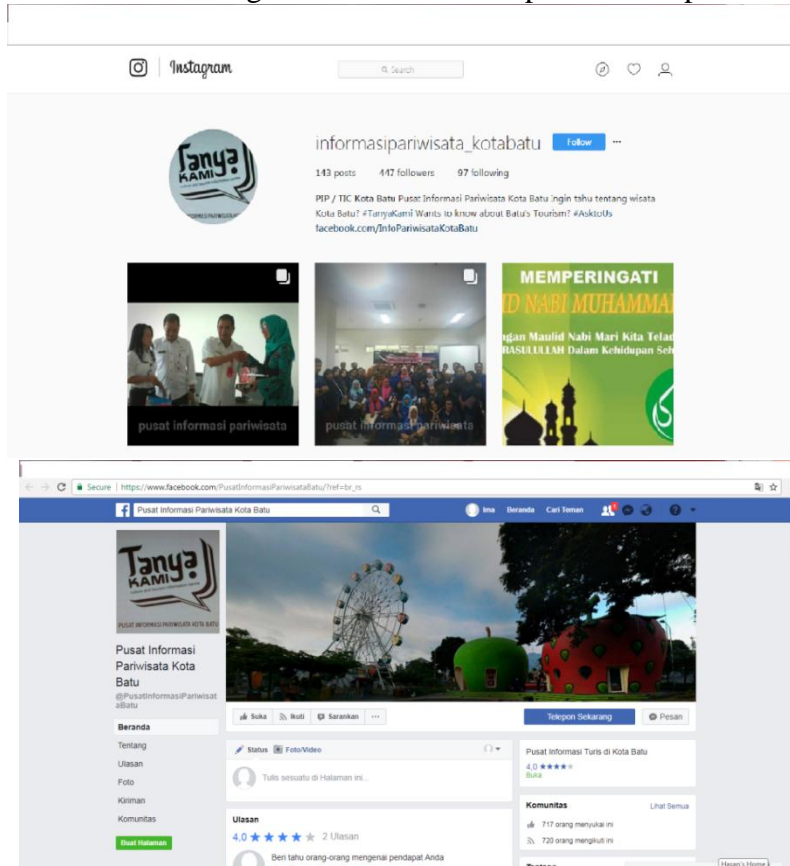 Instagram
Search
informasipariwisata_kotabatu Follow ...
143 posts 447 followers 97 following
PIP / TIC Kota Batu Pusat Informasi Pariwisata Kota Batu Ingin tahu tentang wisata
Kota Batu? #TanyaKami Wants to know about Batu's Tourism? #AsktoUs
facebook.com/InfoPariwisataKotaBatu
Tanya?
KAMI
pusat informasi pariwisata
pusat informasi pariwisata
MEMPERINGATI
ID NABI MUHAMMA
ngan Maulid Nabi Mari Kita Telad
RASULULLAH Dalam Kehidupan Seh
Secure https://www.facebook.com/PusatInformasiPariwisataBatu/?ref=br_rs
Pusat Informasi Pariwisata Kota Batu
Ima Beranda Cari Teman
Tanya?
KAMI
PUSAT INFORMASI PARIWISATA KOTA BATU
Pusat Informasi
Pariwisata Kota
Batu
@PusatInformasiPariwisat
aBatu
Beranda
Tentang
Ulasan
Foto
Kiriman
Komunitas
Buat Halaman
Suka Ikuti Sarankan ...
Telepon Sekarang Pesan
Status Foto/Video
Tulis sesuatu di Halaman ini...
Ulasan
4,0 ★★★★★ 2 Ulasan
Beri tahu orang-orang mengenai pendapat Anda
Pusat Informasi Turis di Kota Batu
4,0 ★★★★★
Buka
Komunitas Lihat Semua
717 orang menyukai ini
720 orang mengikuti ini
Hasan's Home